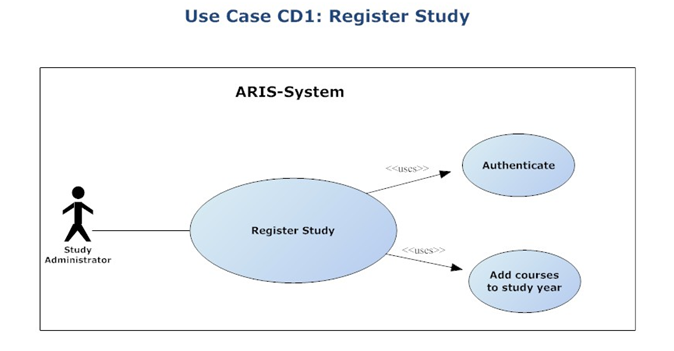 Use Case CD1: Register Study
ARIS-System
<<uses>>
Authenticate
Register Study
Study
Administrator
<<uses>>
Add courses
to study year